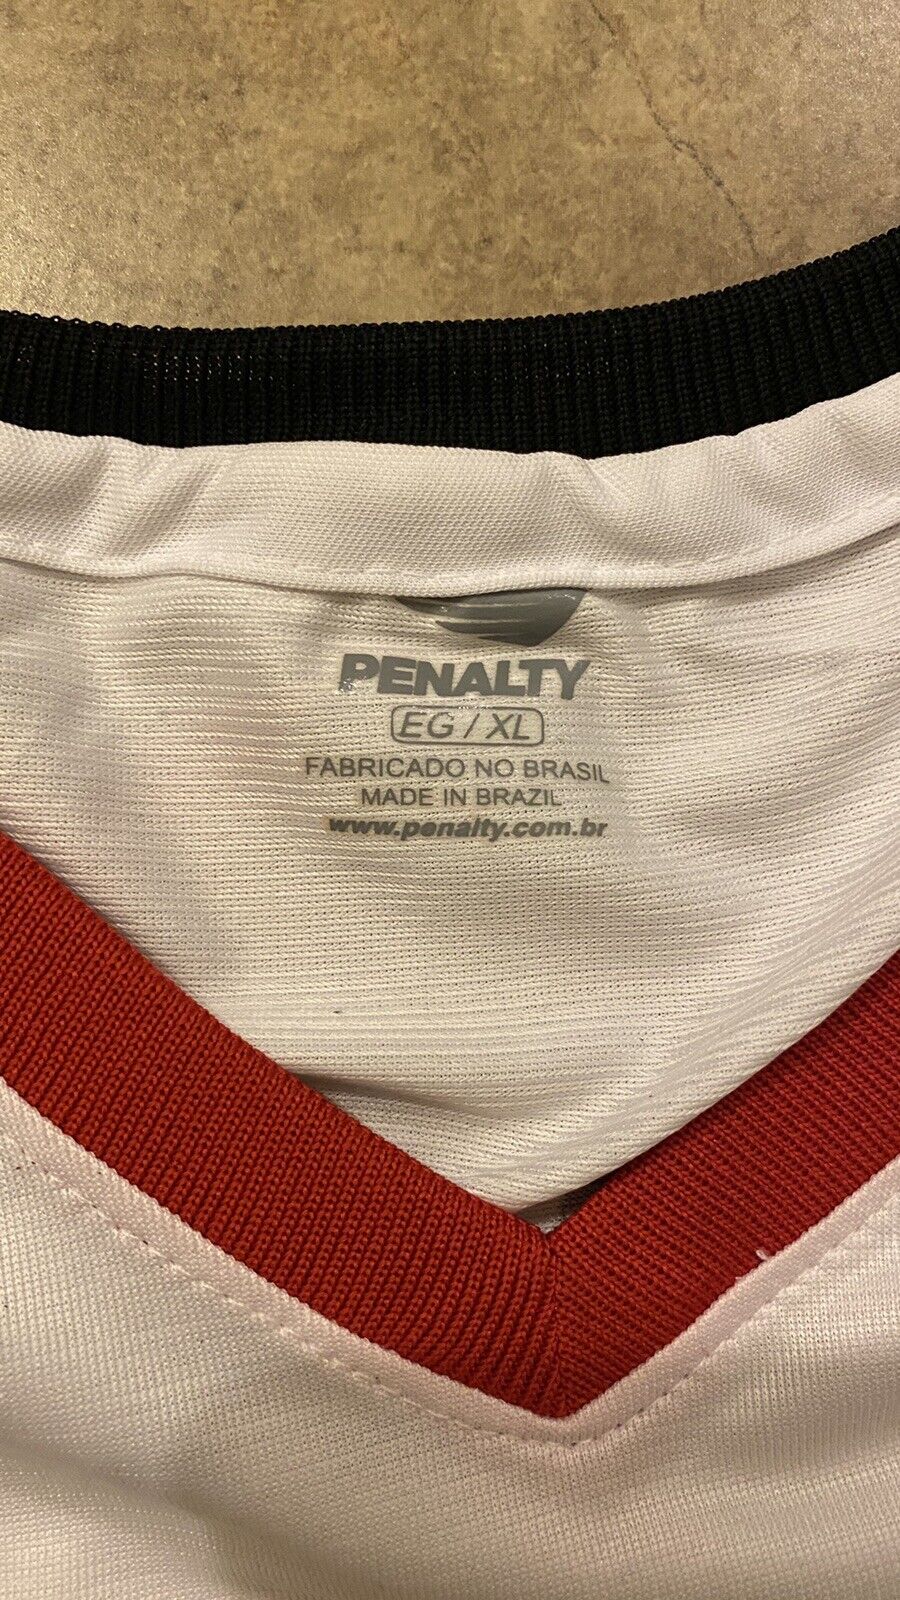 PENALTY
EG / XL
FABRICADO NO BRASIL
MADE IN BRAZIL
www.penalty.com.br